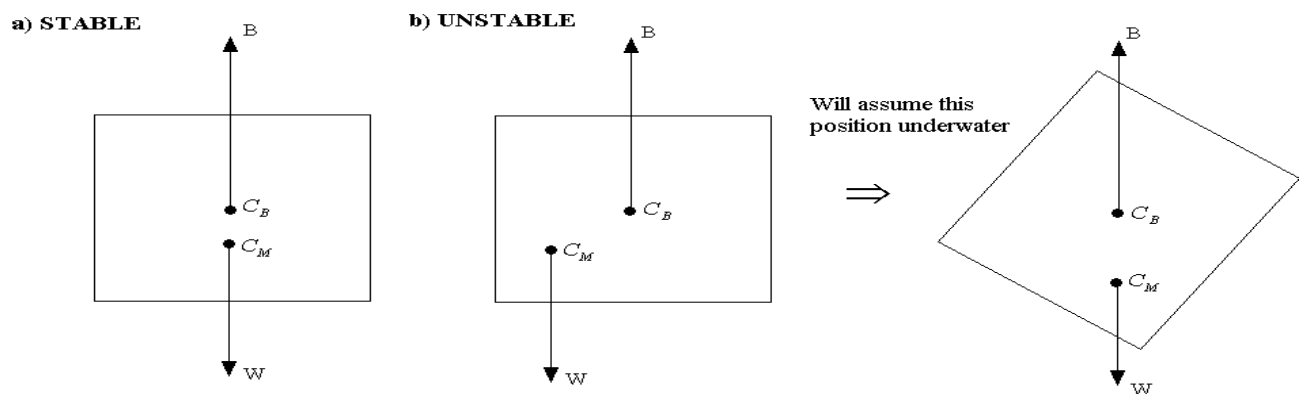 a) STABLE
B
C_B
C_M
W
b) UNSTABLE
B
C_B
C_M
W
Will assume this
position underwater
⇒
B
C_B
C_M
W